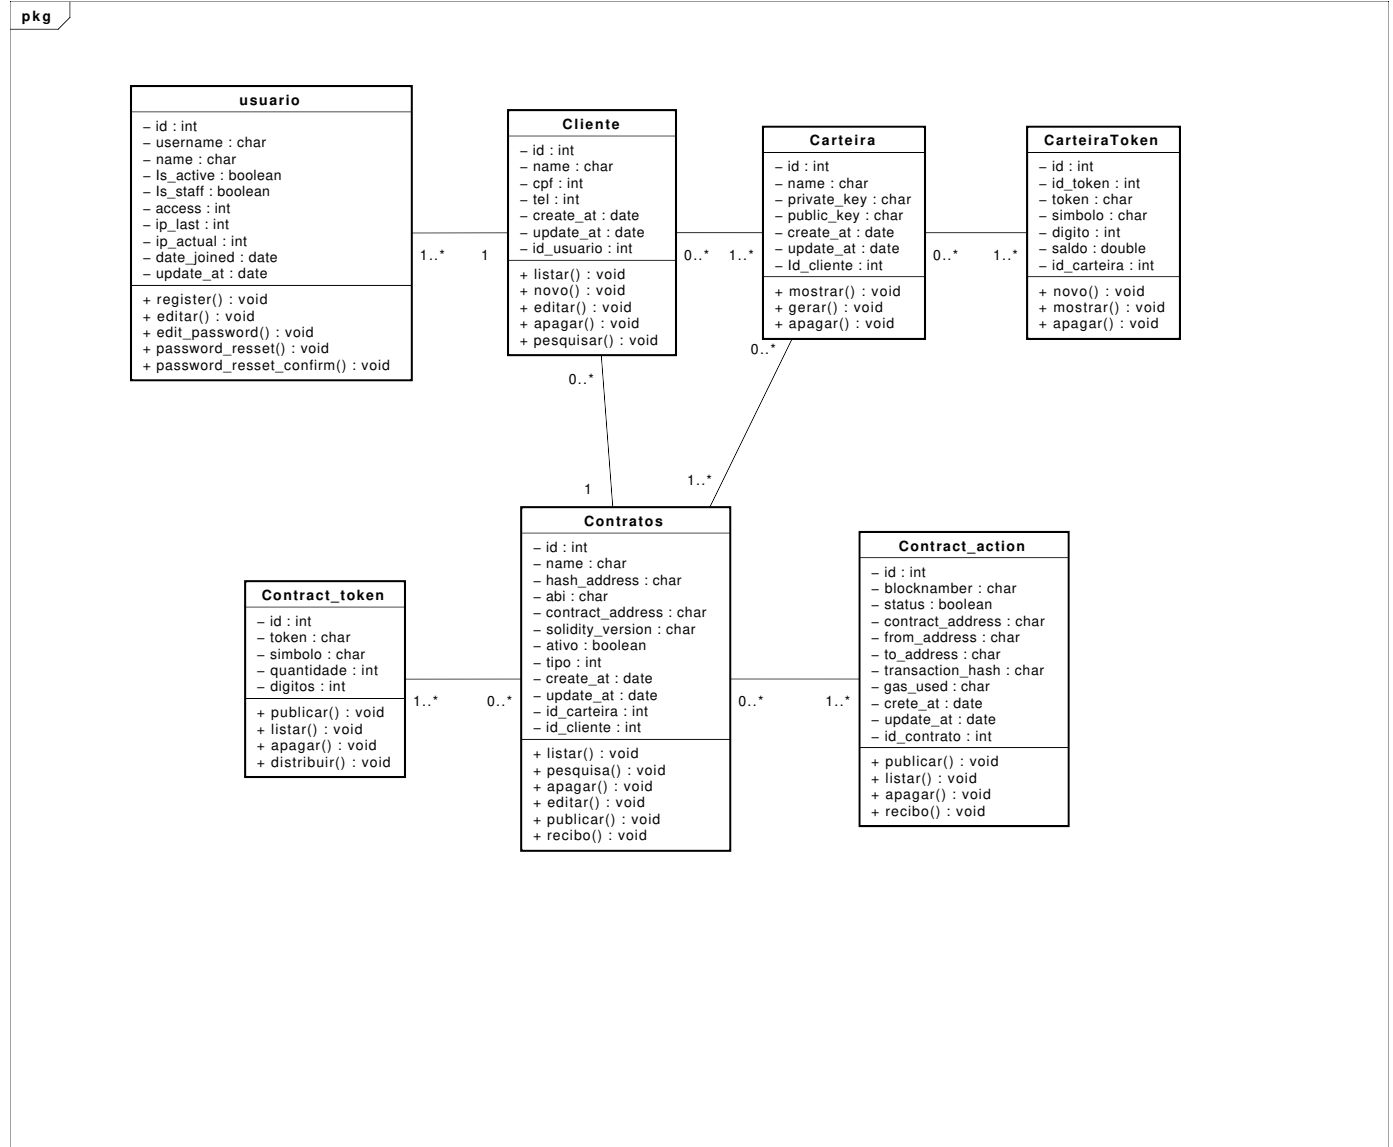 pkg
usuario
– id : int
– username : char
– name : char
– Is_active : boolean
– Is_staff : boolean
– access : int
– ip_last : int
– ip_actual : int
– date_joined : date
– update_at : date
+ register() : void
+ editar() : void
+ edit_password() : void
+ password_resset() : void
+ password_resset_confirm() : void
1..*
1
Cliente
– id : int
– name : char
– cpf : int
– tel : int
– create_at : date
– update_at : date
– id_usuario : int
+ listar() : void
+ novo() : void
+ editar() : void
+ apagar() : void
+ pesquisar() : void
0..*
1..*
Carteira
– id : int
– name : char
– private_key : char
– public_key : char
– create_at : date
– update_at : date
– Id_cliente : int
+ mostrar() : void
+ gerar() : void
+ apagar() : void
0..*
1..*
CarteiraToken
– id : int
– id_token : int
– token : char
– simbolo : char
– digito : int
– saldo : double
– id_carteira : int
+ novo() : void
+ mostrar() : void
+ apagar() : void
0..*
0..*
1
1..*
Contract_token
– id : int
– token : char
– simbolo : char
– quantidade : int
– digitos : int
+ publicar() : void
+ listar() : void
+ apagar() : void
+ distribuir() : void
1..*
0..*
Contratos
– id : int
– name : char
– hash_address : char
– abi : char
– contract_address : char
– solidity_version : char
– ativo : boolean
– tipo : int
– create_at : date
– update_at : date
– id_carteira : int
– id_cliente : int
+ listar() : void
+ pesquisa() : void
+ apagar() : void
+ editar() : void
+ publicar() : void
+ recibo() : void
0..*
1..*
Contract_action
– id : int
– blocknamber : char
– status : boolean
– contract_address : char
– from_address : char
– to_address : char
– transaction_hash : char
– gas_used : char
– crete_at : date
– update_at : date
– id_contrato : int
+ publicar() : void
+ listar() : void
+ apagar() : void
+ recibo() : void